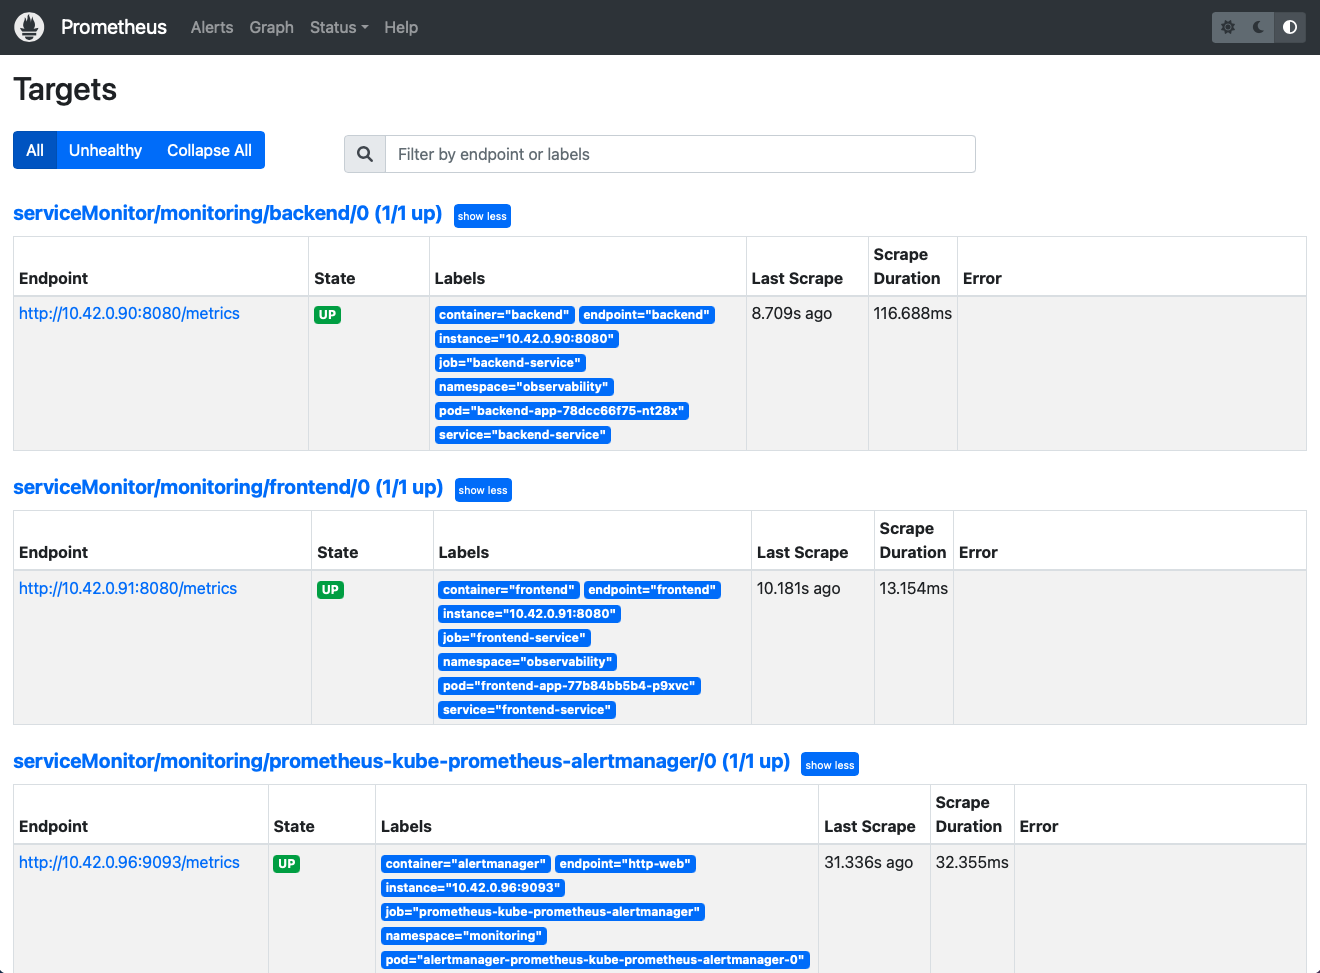 Prometheus Alerts Graph Status Help
Targets
All Unhealthy Collapse All
Filter by endpoint or labels
serviceMonitor/monitoring/backend/0 (1/1 up) show less
Endpoint State Labels Last Scrape Scrape Duration Error
http://10.42.0.90:8080/metrics UP container="backend" endpoint="backend" 8.709s ago 116.688ms
instance="10.42.0.90:8080"
job="backend-service"
namespace="observability"
pod="backend-app-78dcc66f75-nt28x"
service="backend-service"
serviceMonitor/monitoring/frontend/0 (1/1 up) show less
Endpoint State Labels Last Scrape Scrape Duration Error
http://10.42.0.91:8080/metrics UP container="frontend" endpoint="frontend" 10.181s ago 13.154ms
instance="10.42.0.91:8080"
job="frontend-service"
namespace="observability"
pod="frontend-app-77b84bb5b4-p9xvc"
service="frontend-service"
serviceMonitor/monitoring/prometheus-kube-prometheus-alertmanager/0 (1/1 up) show less
Endpoint State Labels Last Scrape Scrape Duration Error
http://10.42.0.96:9093/metrics UP container="alertmanager" endpoint="http-web" 31.336s ago 32.355ms
instance="10.42.0.96:9093"
job="prometheus-kube-prometheus-alertmanager"
namespace="monitoring"
pod="alertmanager-prometheus-kube-prometheus-alertmanager-0"